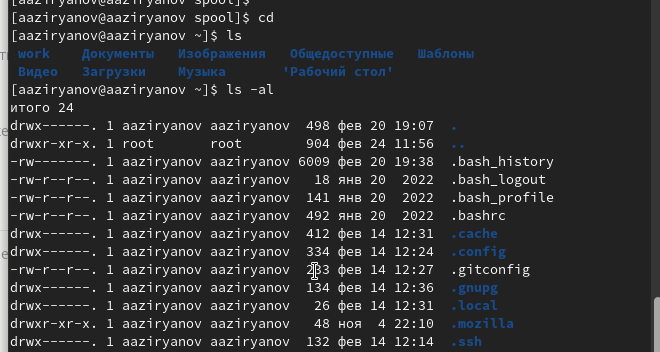 [aaziryanov@aaziryanov spool]$
[aaziryanov@aaziryanov spool]$ cd
[aaziryanov@aaziryanov ~]$ ls
work Документы Изображения Общедоступные Шаблоны
Видео Загрузки Музыка 'Рабочий стол'
[aaziryanov@aaziryanov ~]$ ls -al
итого 24
drwx------. 1 aaziryanov aaziryanov 498 фев 20 19:07 .
drwxr-xr-x. 1 root root 904 фев 24 11:56 ..
-rw-------. 1 aaziryanov aaziryanov 6009 фев 20 19:38 .bash_history
-rw-r--r--. 1 aaziryanov aaziryanov 18 янв 20 2022 .bash_logout
-rw-r--r--. 1 aaziryanov aaziryanov 141 янв 20 2022 .bash_profile
-rw-r--r--. 1 aaziryanov aaziryanov 492 янв 20 2022 .bashrc
drwx------. 1 aaziryanov aaziryanov 412 фев 14 12:31 .cache
drwx------. 1 aaziryanov aaziryanov 334 фев 14 12:24 .config
-rw-r--r--. 1 aaziryanov aaziryanov фев 14 12:27 .gitconfig
drwx------. 1 aaziryanov aaziryanov 134 фев 14 12:36 .gnupg
drwx------. 1 aaziryanov aaziryanov 26 фев 14 12:31 .local
drwxr-xr-x. 1 aaziryanov aaziryanov 48 ноя 4 22:10 .mozilla
drwx------. 1 aaziryanov aaziryanov 132 фев 14 12:14 .ssh